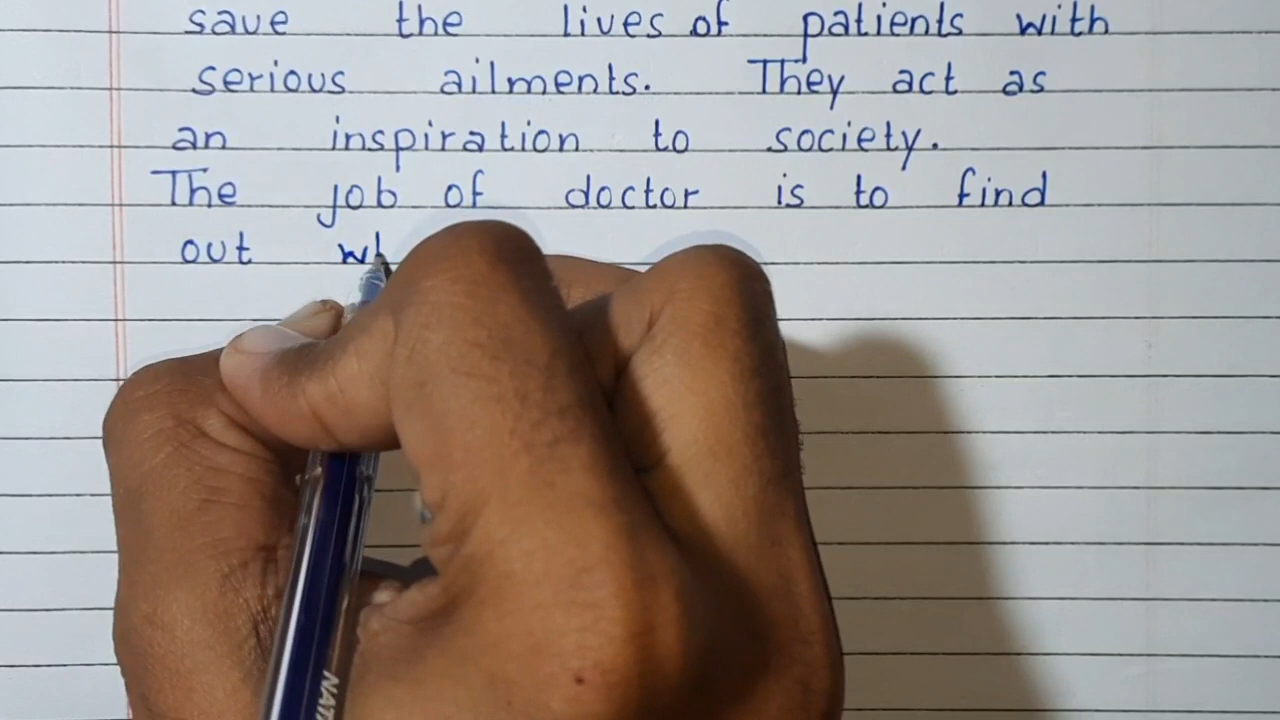 save the lives of patients with
serious ailments. They act as
an inspiration to society.
The job of doctor is to find
out